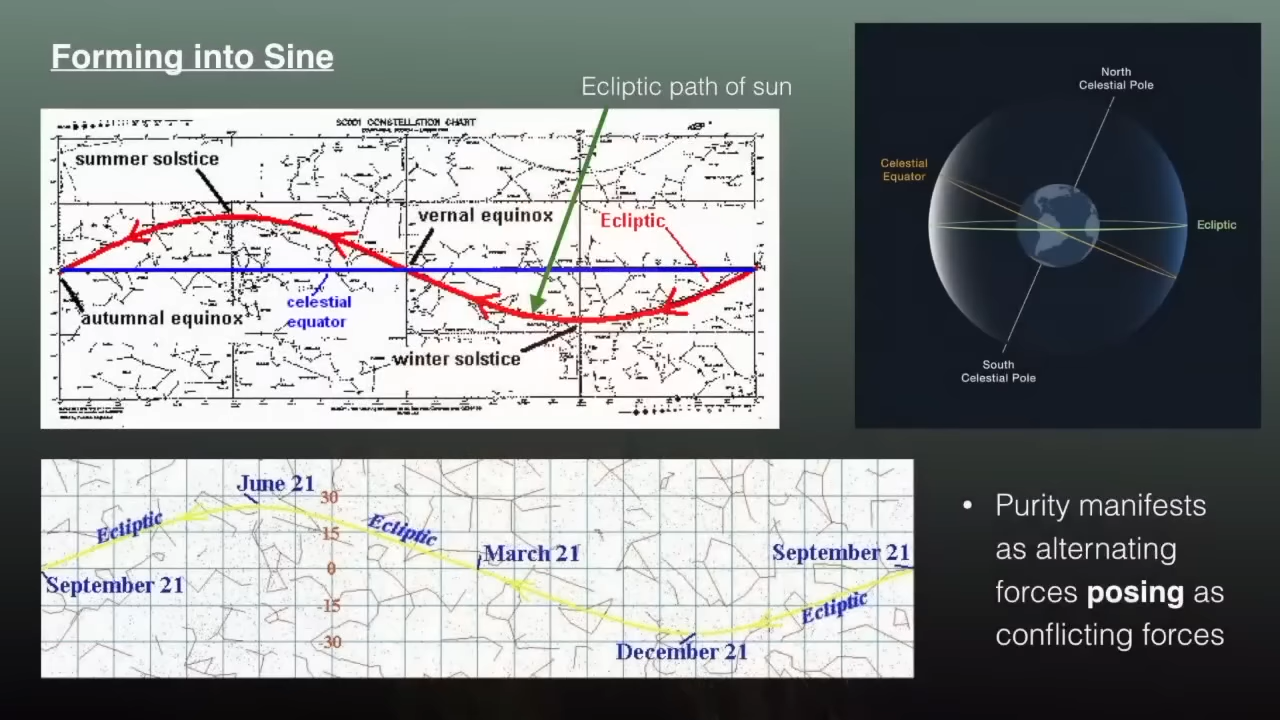 Forming into Sine
Ecliptic path of sun
SC001 CONSTELLATION CHART
summer solstice
vernal equinox
Ecliptic
celestial
equator
autumnal equinox
winter solstice
North
Celestial Pole
Celestial
Equator
Ecliptic
South
Celestial Pole
June 21
30
Ecliptic
Ecliptic
15
March 21
September 21
0
September 21
-15
Ecliptic
-30
December 21
• Purity manifests
as alternating
forces posing as
conflicting forces